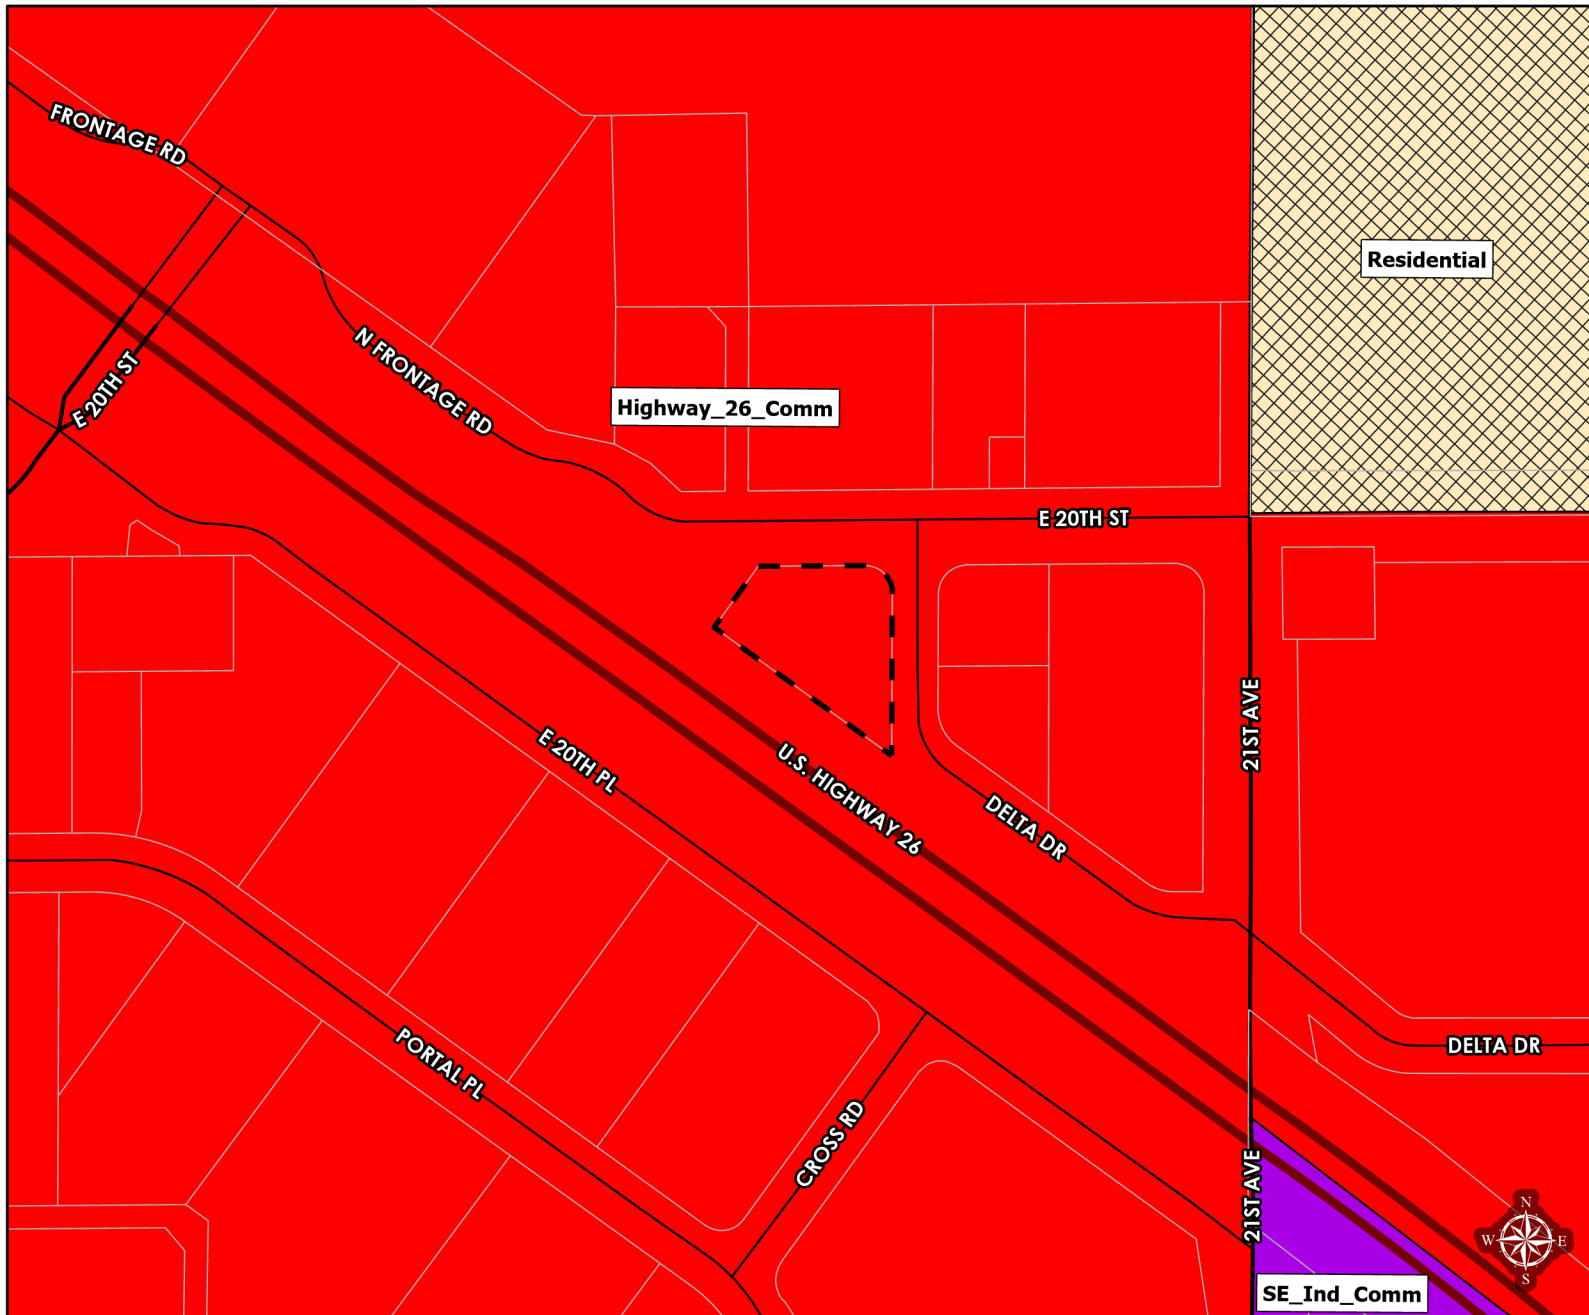 FRONTAGE RD
Residential
N FRONTAGE RD
E 20TH ST
Highway_26_Comm
E 20TH ST
21ST AVE
E 20TH PL
U.S. HIGHWAY 26
DELTA DR
DELTA DR
PORTAL PL
CROSS RD
21ST AVE
N
W E
S
SE_Ind_Comm